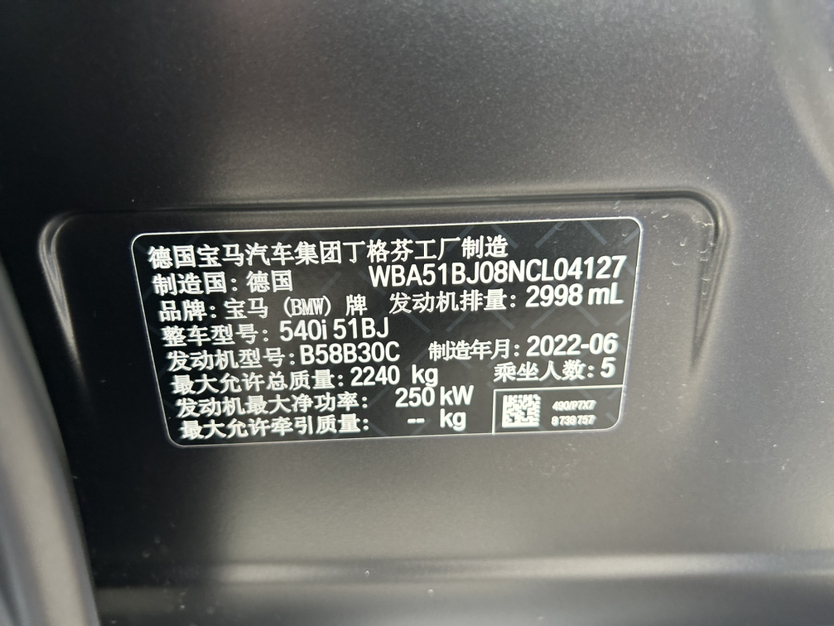 德国宝马汽车集团丁格芬工厂制造
制造国: 德国 WBA51BJ08NCL04127
品牌: 宝马 (BMW) 牌 发动机排量: 2998 mL
整车型号: 540i 51BJ
发动机型号: B58B30C 制造年月: 2022-06
最大允许总质量: 2240 kg 乘坐人数: 5
发动机最大净功率: 250 kW
最大允许牵引质量: -- kg